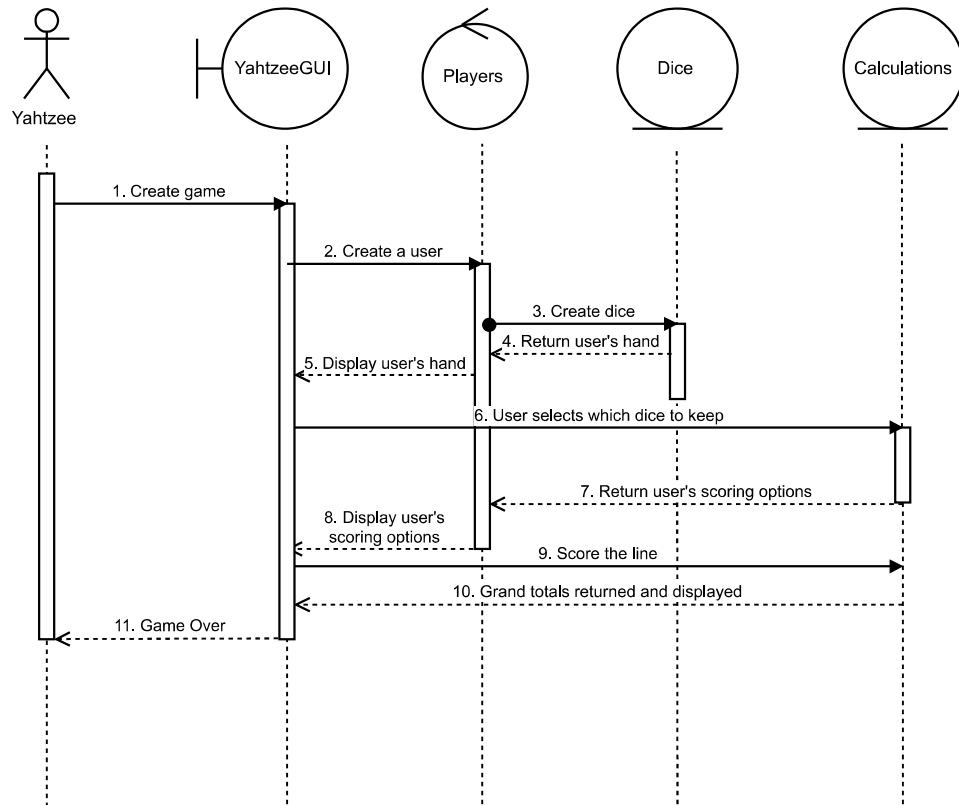 YahtzeeGUI
Players
Dice
Calculations
Yahtzee
1. Create game
2. Create a user
3. Create dice
4. Return user's hand
5. Display user's hand
6. User selects which dice to keep
7. Return user's scoring options
8. Display user's
scoring options
9. Score the line
10. Grand totals returned and displayed
11. Game Over